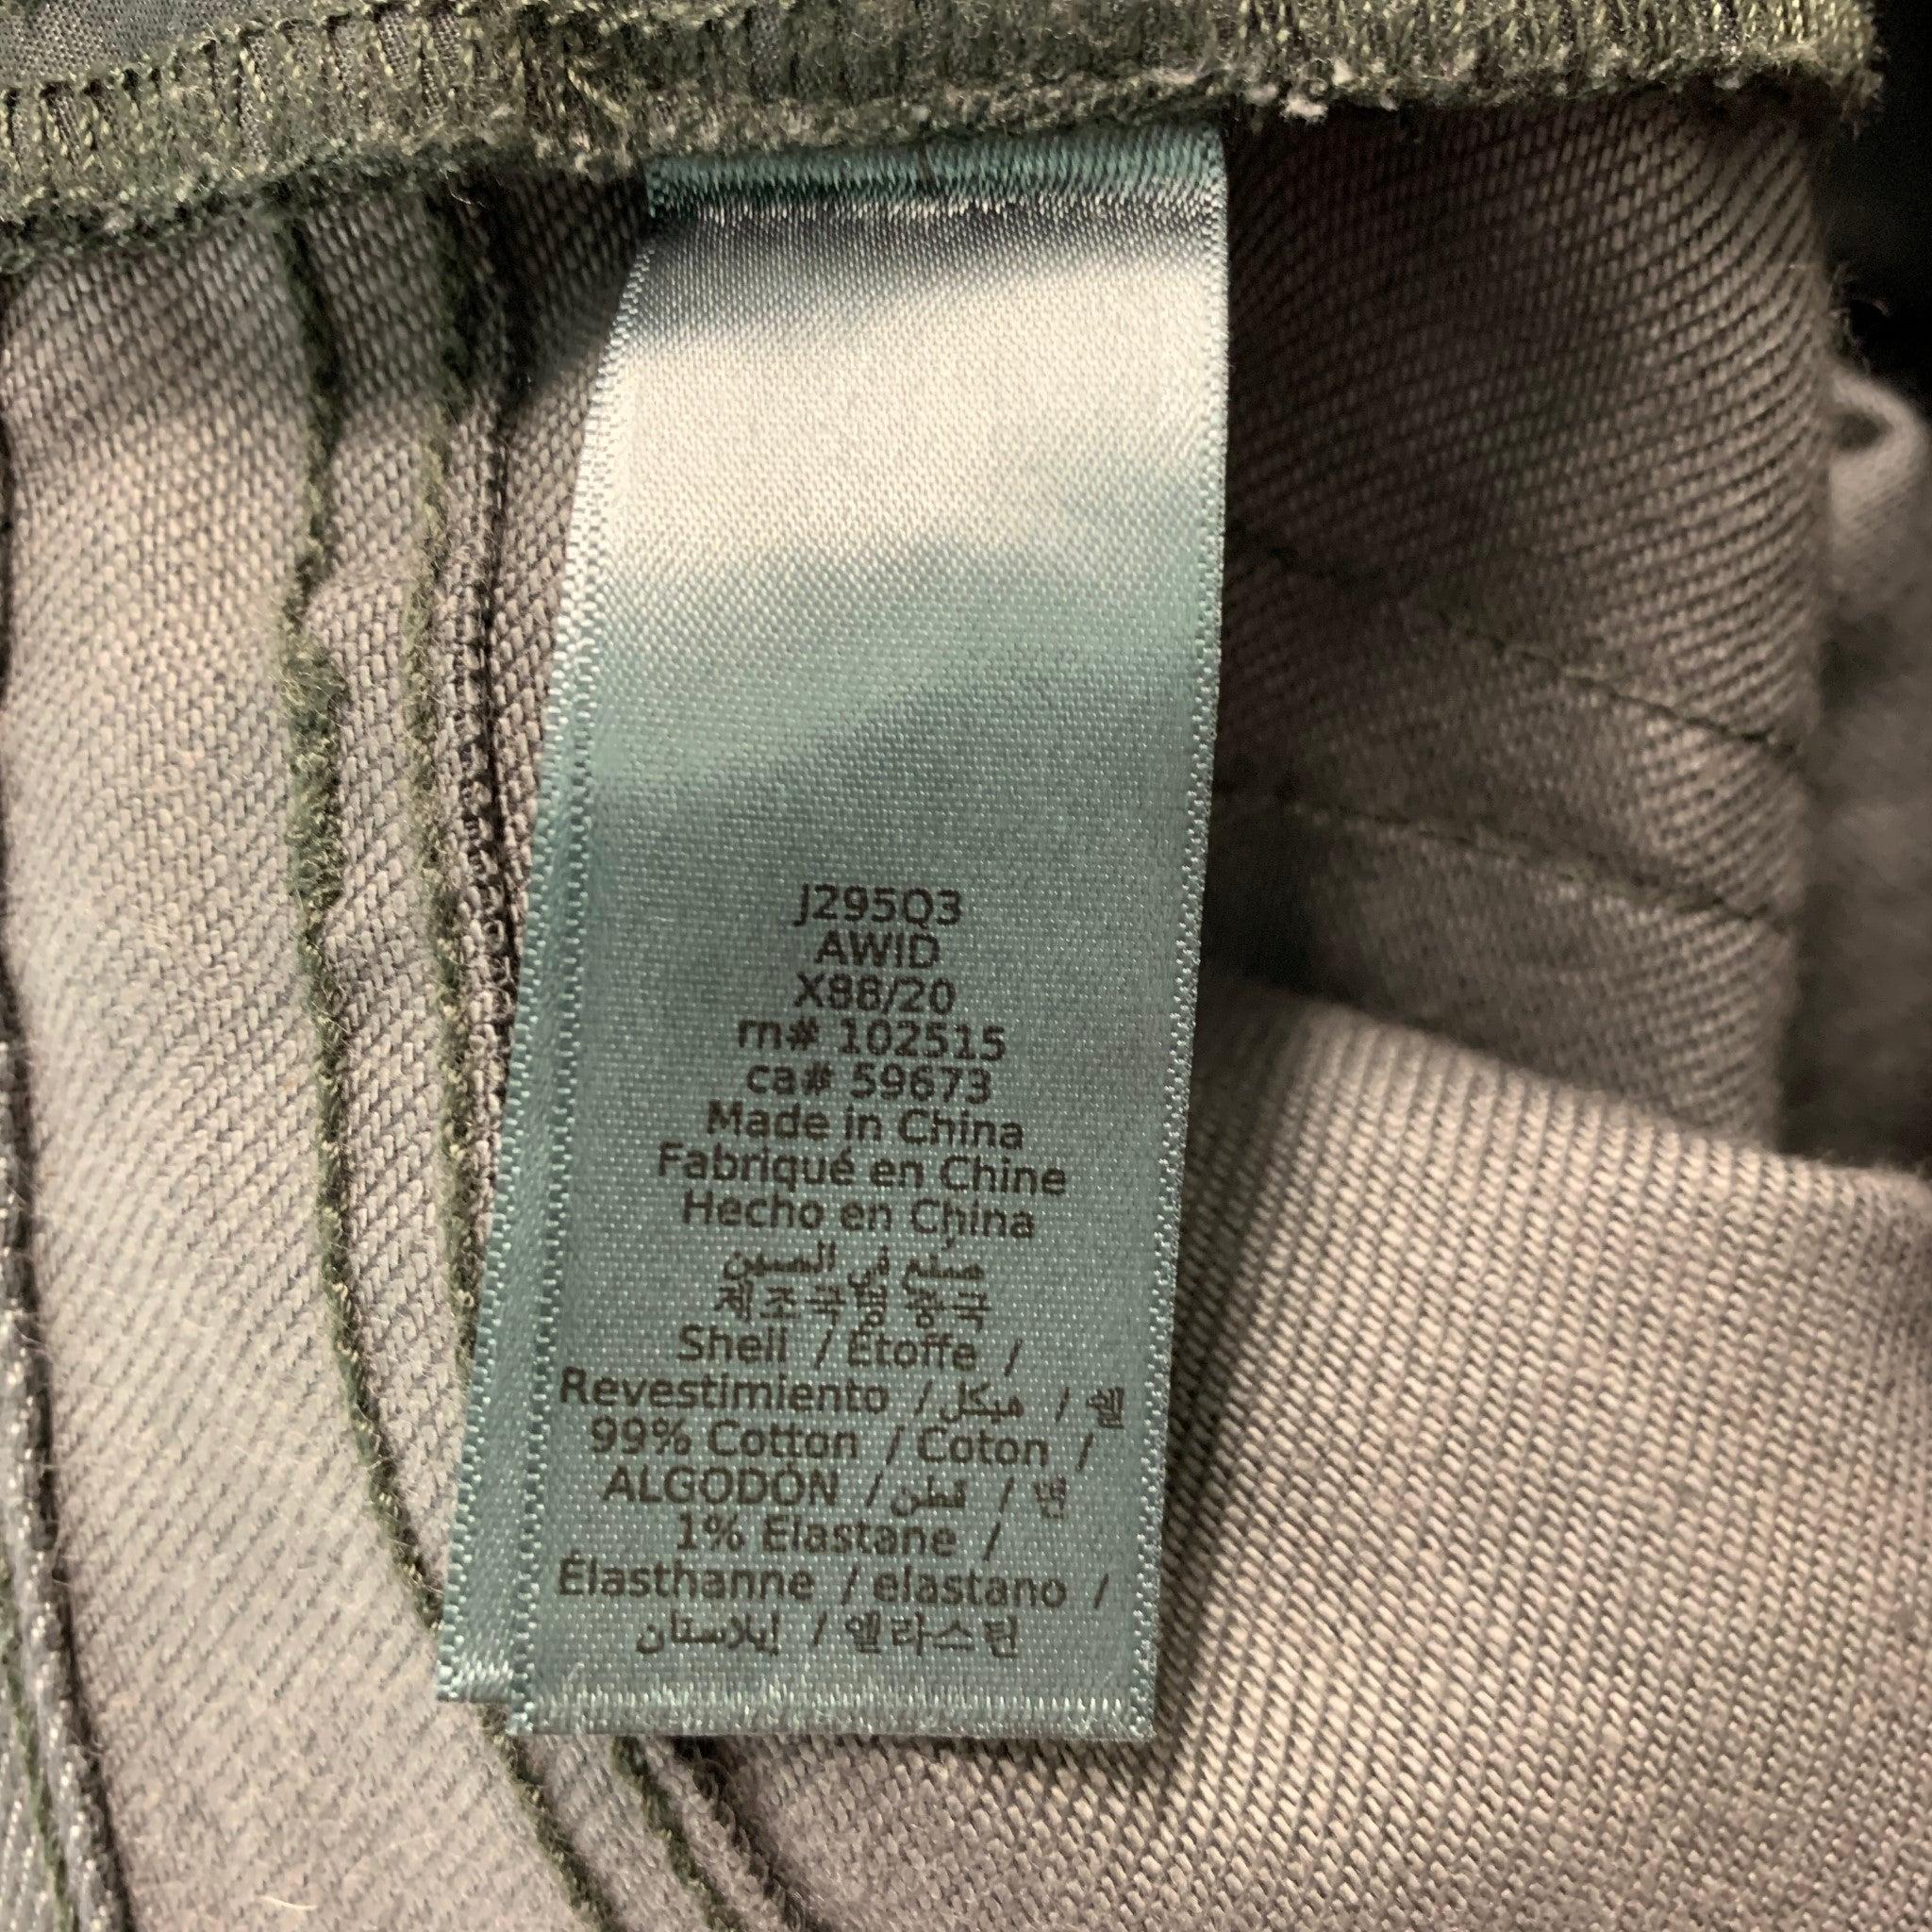 J295Q3
AWID
X88/20
rn# 102515
ca# 59673
Made in China
Fabriqué en Chine
Hecho en China
صنع في الصين
제조국명 중국
Shell / Étoffe /
Revestimiento / هيكل / 쉘
99% Cotton / Coton /
ALGODÓN / قطن / 면
1% Elastane /
Élasthanne / elastano /
إيلاستان / 엘라스틴